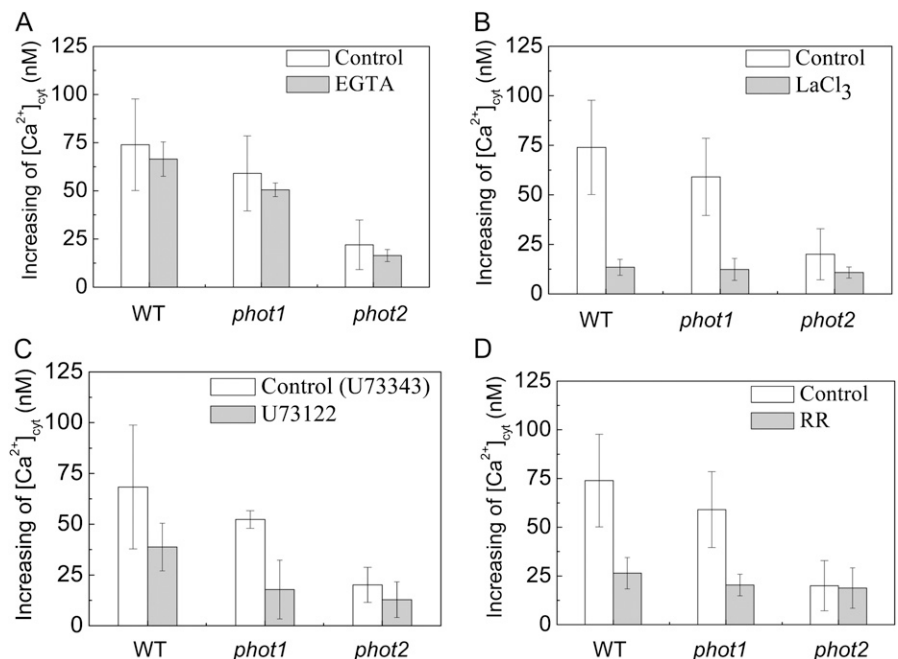 A
Increasing of [Ca²⁺]cyt (nM)
125
100
75
50
25
0
Control
EGTA
WT phot1 phot2
B
Increasing of [Ca²⁺]cyt (nM)
125
100
75
50
25
0
Control
LaCl₃
WT phot1 phot2
C
Increasing of [Ca²⁺]cyt (nM)
125
100
75
50
25
0
Control (U73343)
U73122
WT phot1 phot2
D
Increasing of [Ca²⁺]cyt (nM)
125
100
75
50
25
0
Control
RR
WT phot1 phot2